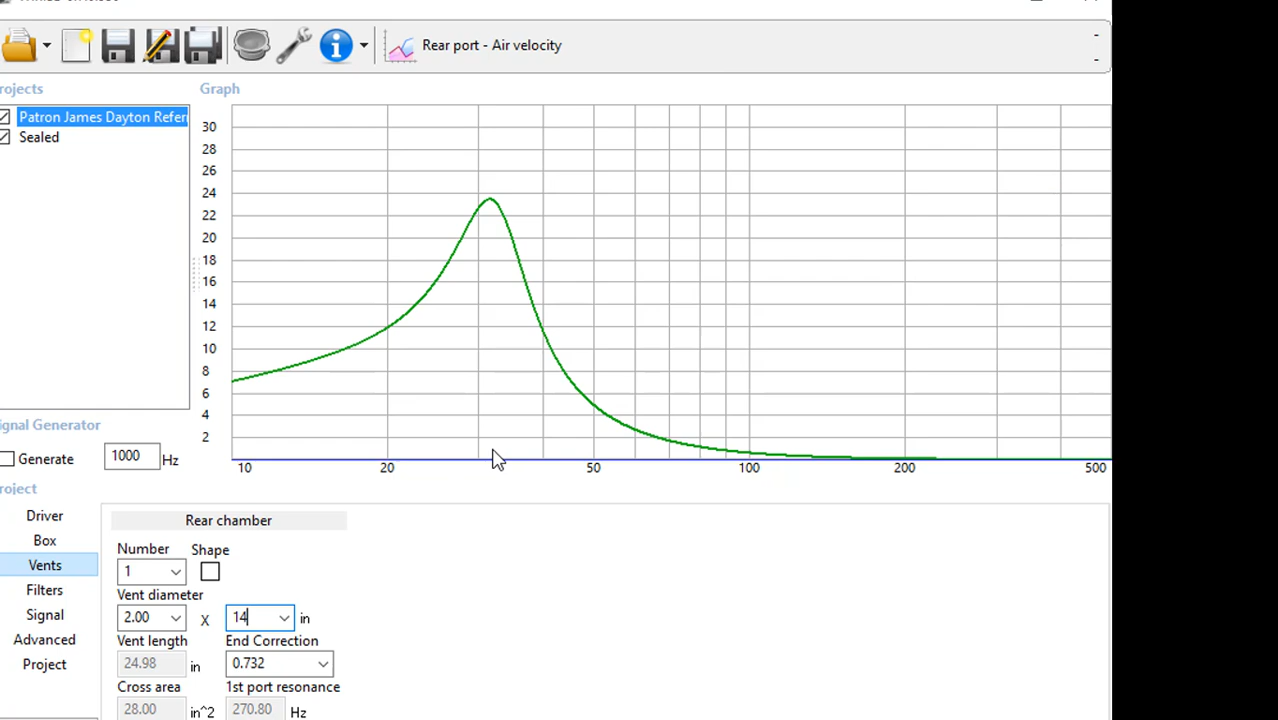 Rear port - Air velocity
rojects
Graph
Patron James Dayton Refer
Sealed
30
28
26
24
22
20
18
16
14
12
10
8
6
4
2
10 20 50 100 200 500
ignal Generator
Generate 1000 Hz
roject
Driver
Box
Vents
Filters
Signal
Advanced
Project
Rear chamber
Number Shape
1
Vent diameter
2.00 X 14 in
Vent length End Correction
24.98 in 0.732
Cross area 1st port resonance
28.00 in^2 270.80 Hz